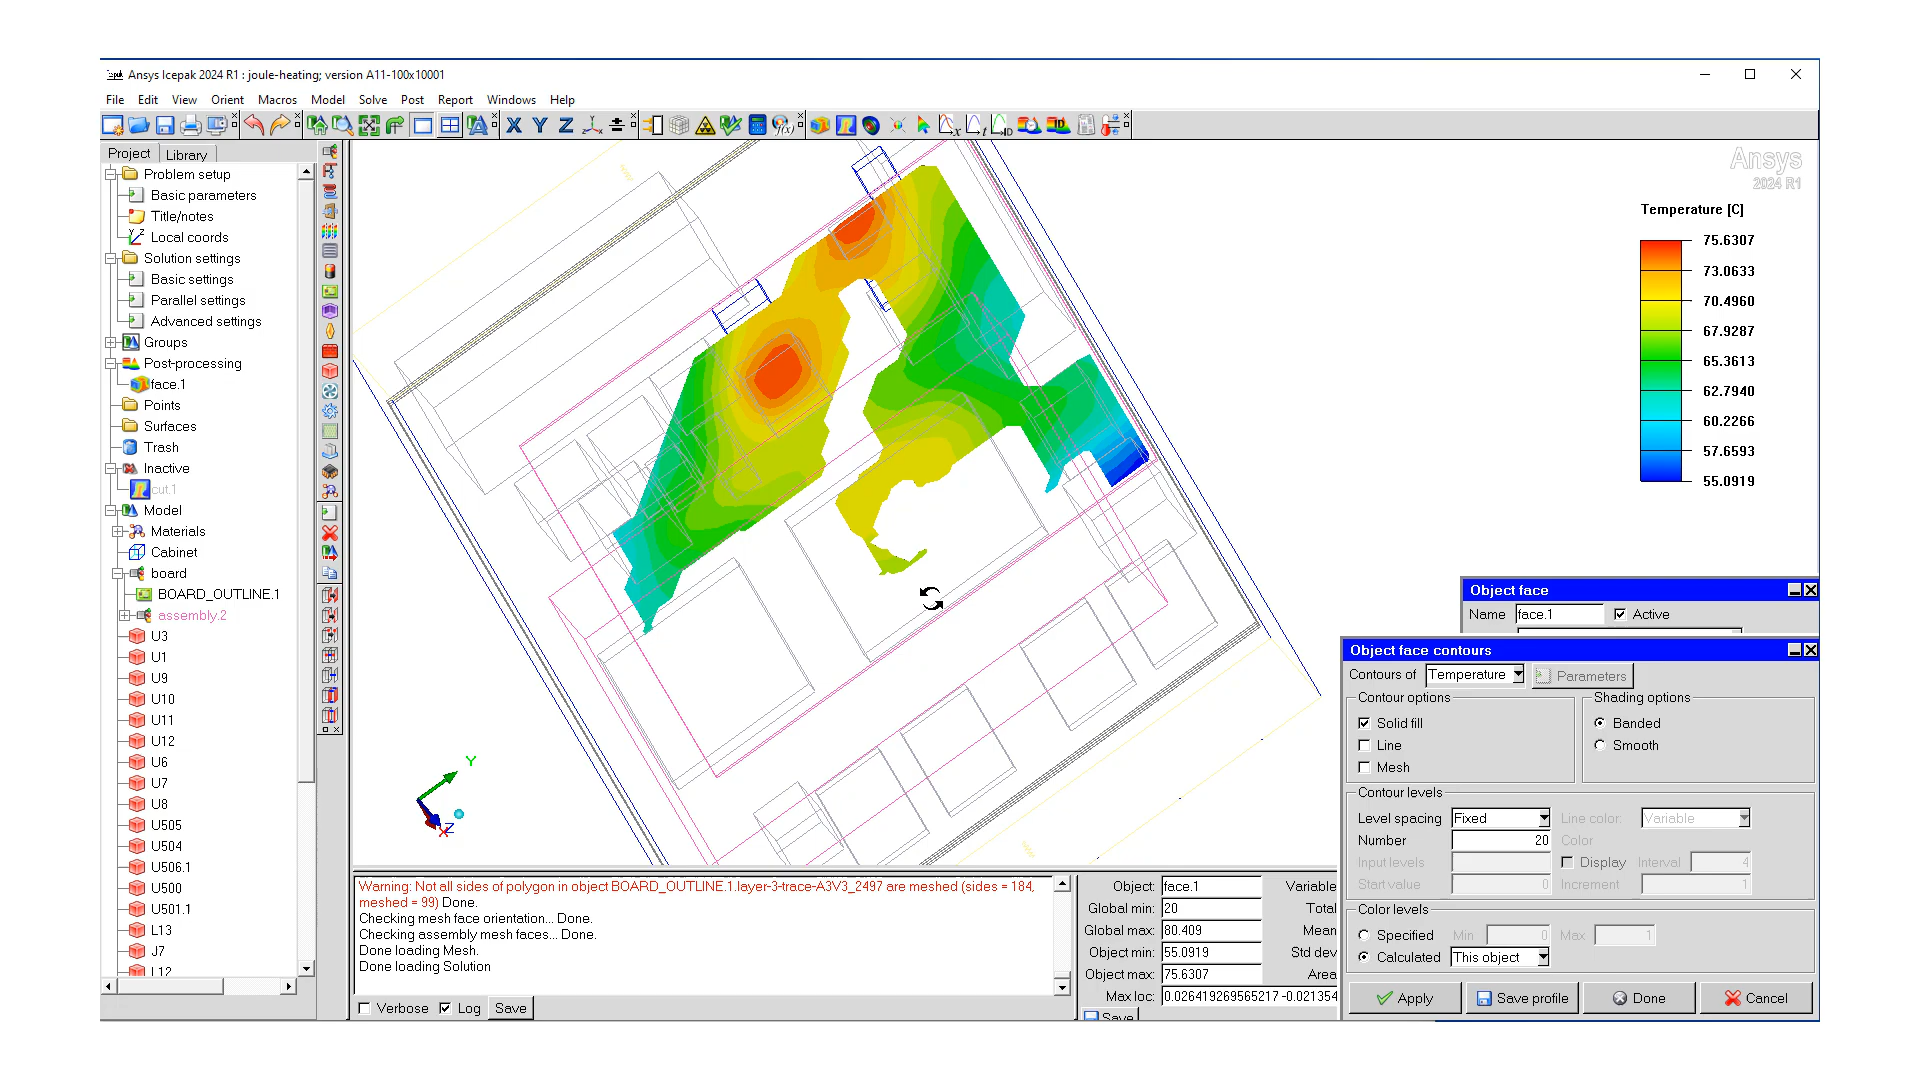 Ansys Icepak 2024 R1 : joule-heating; version A11-100x10001
File Edit View Orient Macros Model Solve Post Report Windows Help
Project Library
Problem setup
Basic parameters
Title/notes
Local coords
Solution settings
Basic settings
Parallel settings
Advanced settings
Groups
Post-processing
face.1
Points
Surfaces
Trash
Inactive
cut.1
Model
Materials
Cabinet
board
BOARD_OUTLINE.1
assembly.2
U3
U1
U9
U10
U11
U12
U6
U7
U8
U505
U504
U506.1
U500
U501.1
L13
J7
L12
Ansys
2024 R1
Temperature [C]
75.6307
73.0633
70.4960
67.9287
65.3613
62.7940
60.2266
57.6593
55.0919
Y
Z
X
Warning: Not all sides of polygon in object BOARD_OUTLINE.1.layer-3-trace-A3V3_2497 are meshed (sides = 184,
meshed = 99) Done.
Checking mesh face orientation... Done.
Checking assembly mesh faces... Done.
Done loading Mesh.
Done loading Solution
Verbose Log Save
Object: face.1 Variable
Global min: 20 Total
Global max: 80.409 Mean
Object min: 55.0919 Std dev
Object max: 75.6307 Area
Max loc: 0.026419269565217 -0.021354
Save
Object face
Name face.1 Active
Object face contours
Contours of Temperature Parameters
Contour options
Solid fill
Line
Mesh
Shading options
Banded
Smooth
Contour levels
Level spacing Fixed Line color: Variable
Number 20 Color
Input levels Display Interval 4
Start value 0 Increment 1
Color levels
Specified Min 0 Max 1
Calculated This object
Apply Save profile Done Cancel